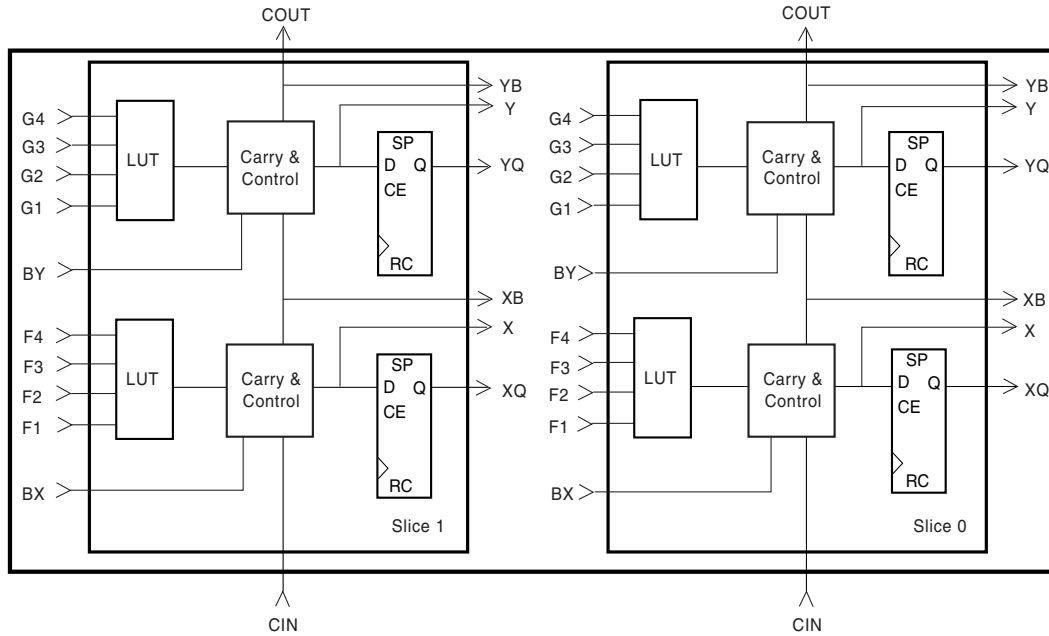 COUT
COUT
YB
Y
G4
G3
G2
G1
LUT
Carry &
Control
SP
D Q
CE
RC
YQ
BY
XB
X
F4
F3
F2
F1
LUT
Carry &
Control
SP
D Q
CE
RC
XQ
BX
Slice 1
CIN
YB
Y
G4
G3
G2
G1
LUT
Carry &
Control
SP
D Q
CE
RC
YQ
BY
XB
X
F4
F3
F2
F1
LUT
Carry &
Control
SP
D Q
CE
RC
XQ
BX
Slice 0
CIN